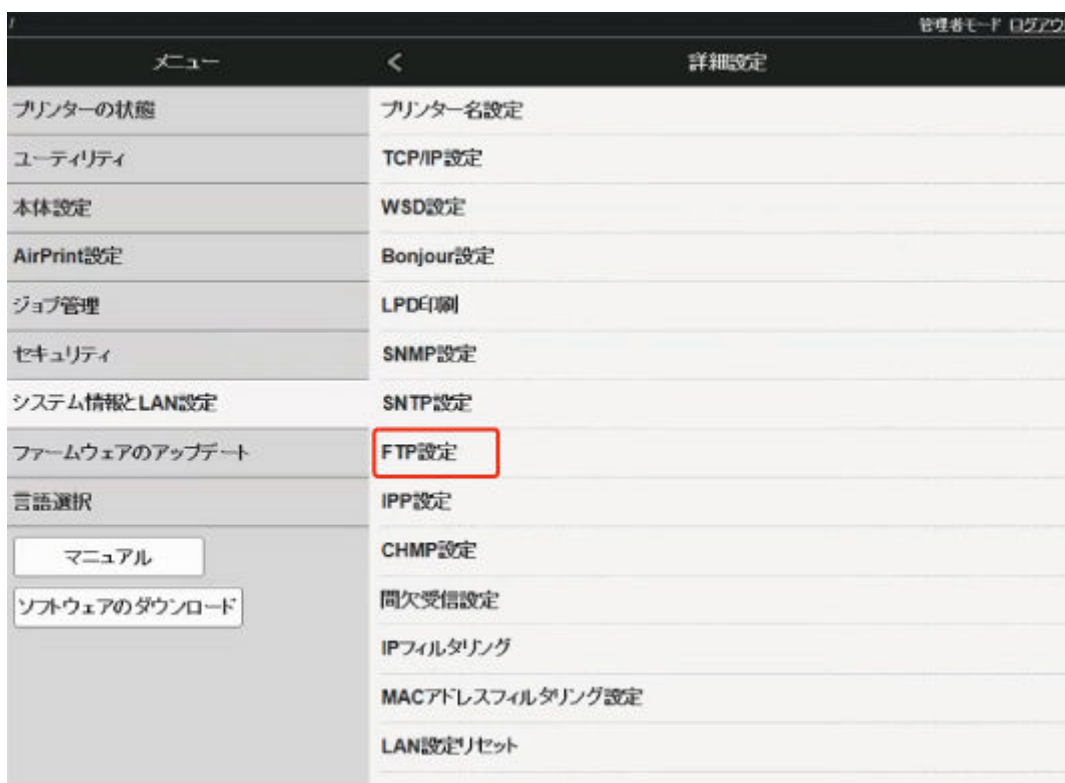 管理者モード ログアウ
メニュー
<
詳細設定
プリンターの状態
ユーティリティ
本体設定
AirPrint設定
ジョブ管理
セキュリティ
システム情報とLAN設定
ファームウェアのアップデート
言語選択
マニュアル
ソフトウェアのダウンロード
プリンター名設定
TCP/IP設定
WSD設定
Bonjour設定
LPD印刷
SNMP設定
SNTP設定
FTP設定
IPP設定
CHMP設定
間欠受信設定
IPフィルタリング
MACアドレスフィルタリング設定
LAN設定リセット